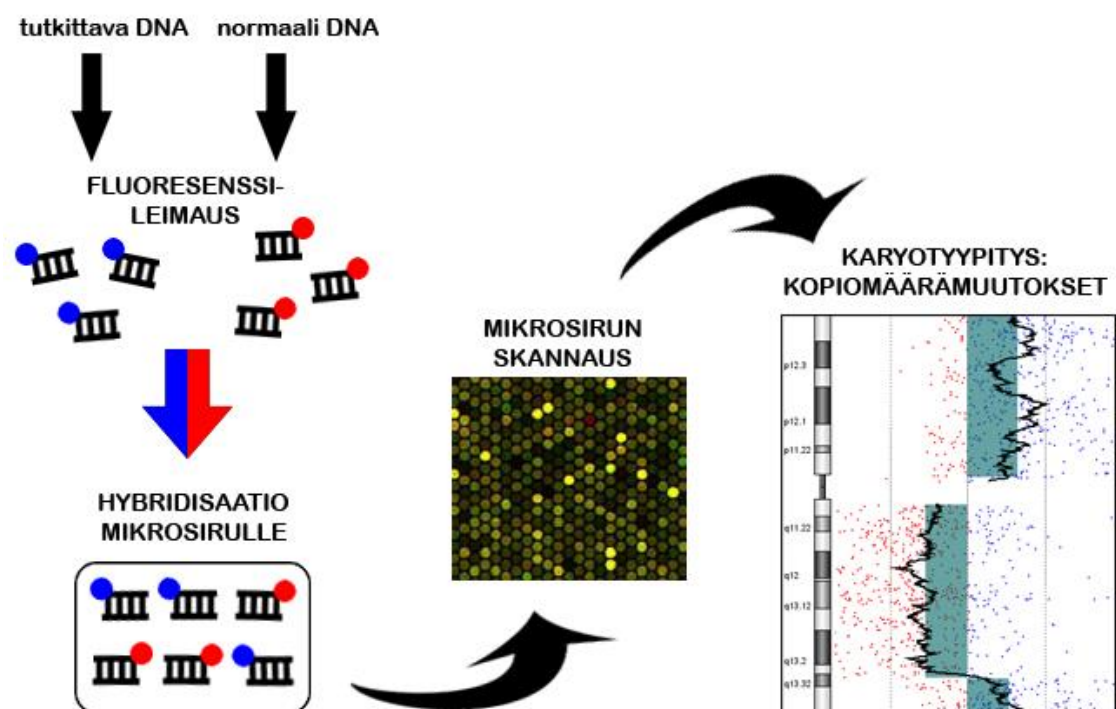 tutkittava DNA
normaali DNA
FLUORESENSSI-
LEIMAUS
HYBRIDISAATIO
MIKROSIRULLE
MIKROSIRUN
SKANNAUS
KARYOTYYPITYS:
KOPIOMÄÄRÄMUUTOKSET
p12.3
p12.1
p11.22
q11.22
q12
q13.12
q13.2
q13.32